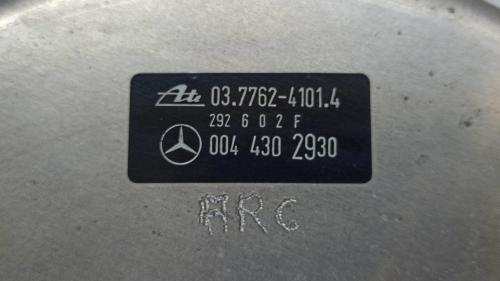 Ate 03.7762-4101.4
292 6 0 2 F
004 430 2930
ARC